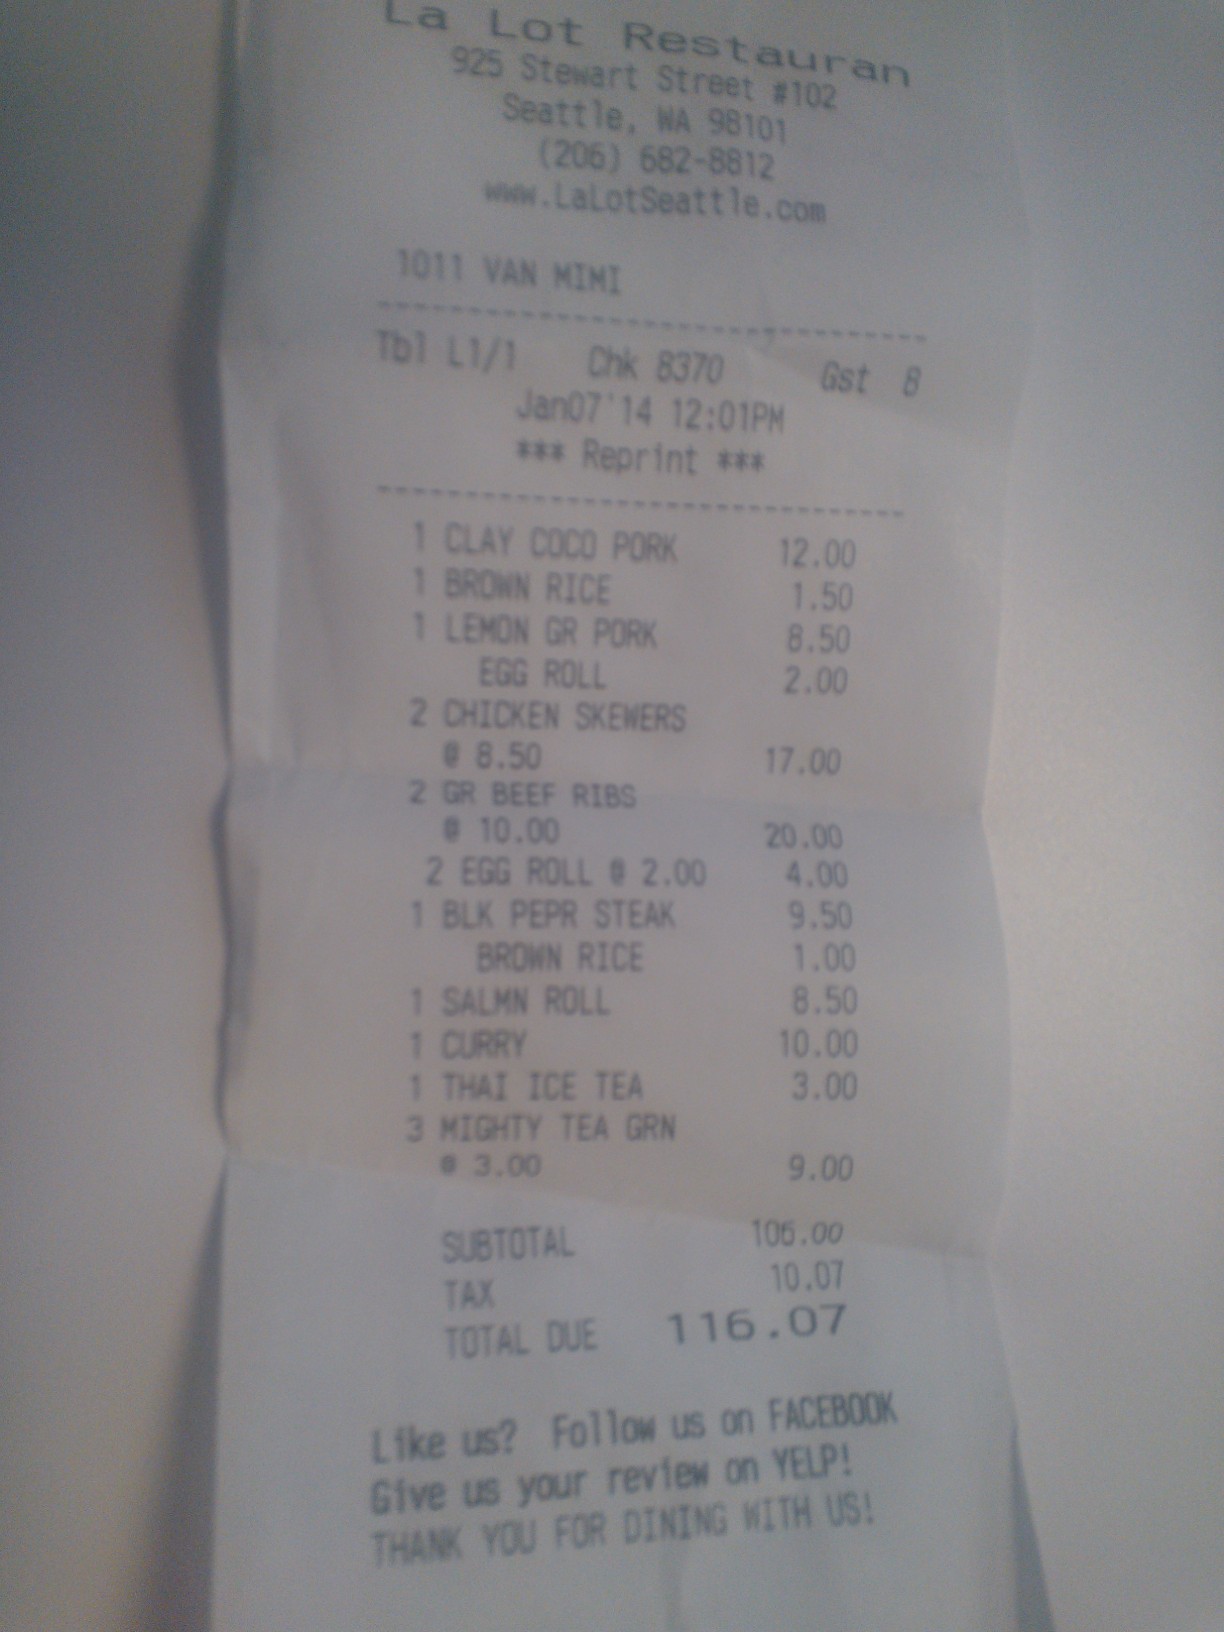 La Lot Restauran
925 Stewart Street #102
Seattle, WA 98101
(206) 682-8812
www.LaLotSeattle.com
1011 VAN MIMI
Tbl L1/1 Chk 8370 Gst 8
Jan07'14 12:01PM
*** Reprint ***
1 CLAY COCO PORK 12.00
1 BROWN RICE 1.50
1 LEMON GR PORK 8.50
EGG ROLL 2.00
2 CHICKEN SKEWERS
@ 8.50 17.00
2 GR BEEF RIBS
@ 10.00 20.00
2 EGG ROLL @ 2.00 4.00
1 BLK PEPR STEAK 9.50
BROWN RICE 1.00
1 SALMN ROLL 8.50
1 CURRY 10.00
1 THAI ICE TEA 3.00
3 MIGHTY TEA GRN
@ 3.00 9.00
SUBTOTAL 106.00
TAX 10.07
TOTAL DUE 116.07
Like us? Follow us on FACEBOOK
Give us your review on YELP!
THANK YOU FOR DINING WITH US!